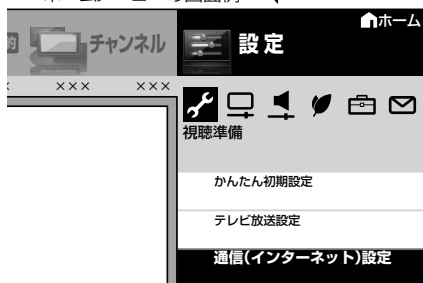 ホーム
チャンネル
設定
××× ×××
視聴準備
かんたん初期設定
テレビ放送設定
通信(インターネット)設定